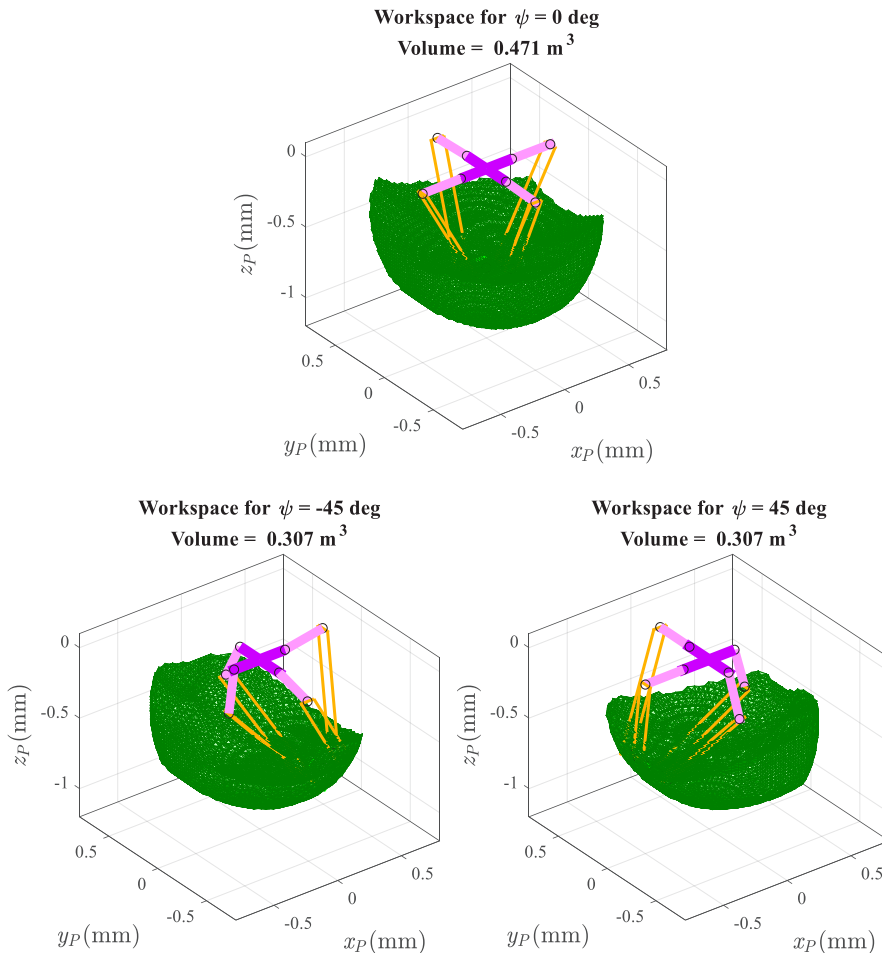 Workspace for ψ = 0 deg
Volume = 0.471 m³
0
-0.5
-1
z_P(mm)
0.5
0
-0.5
y_P(mm)
-0.5
0
0.5
x_P(mm)
Workspace for ψ = -45 deg
Volume = 0.307 m³
0
-0.5
-1
z_P(mm)
0.5
0
-0.5
y_P(mm)
-0.5
0
0.5
x_P(mm)
Workspace for ψ = 45 deg
Volume = 0.307 m³
0
-0.5
-1
z_P(mm)
0.5
0
-0.5
y_P(mm)
-0.5
0
0.5
x_P(mm)